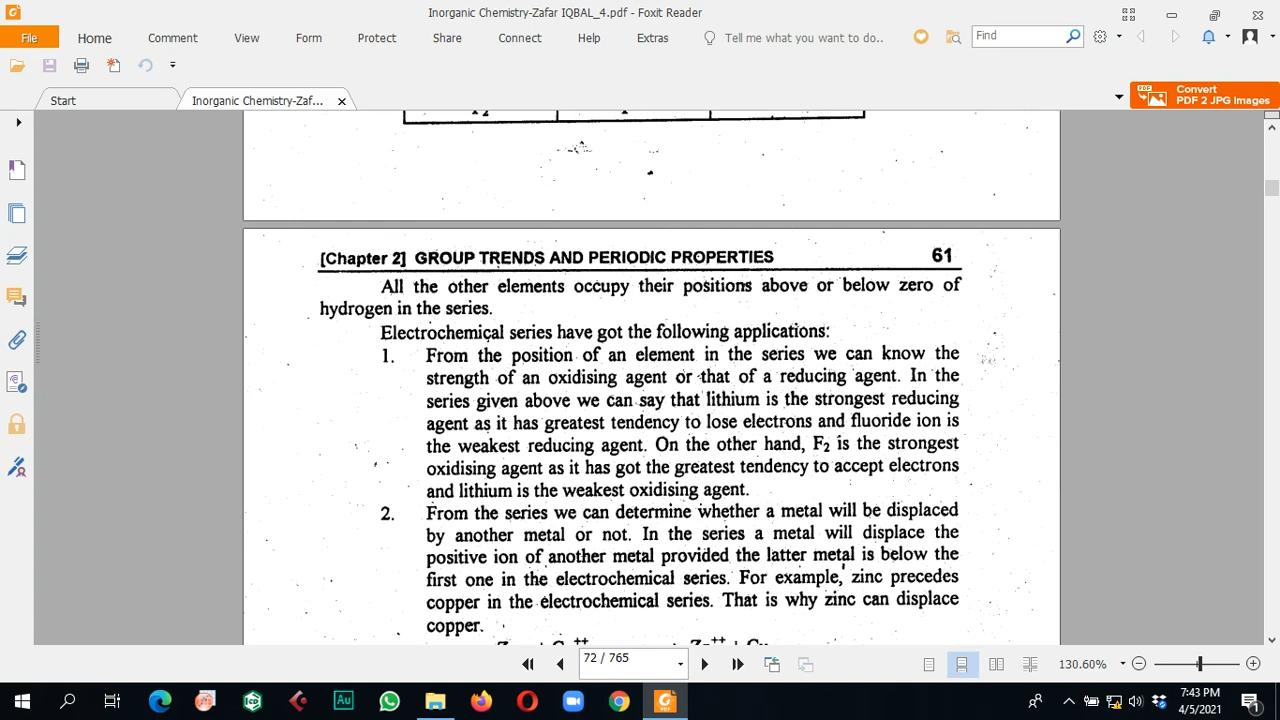 Inorganic Chemistry-Zafar IQBAL_4.pdf - Foxit Reader
File Home Comment View Form Protect Share Connect Help Extras Tell me what you want to do.. Find
Start Inorganic Chemistry-Zaf...
Convert
PDF 2 JPG Images
[Chapter 2] GROUP TRENDS AND PERIODIC PROPERTIES 61
All the other elements occupy their positions above or below zero of
hydrogen in the series.
Electrochemical series have got the following applications:
1. From the position of an element in the series we can know the
strength of an oxidising agent or that of a reducing agent. In the
series given above we can say that lithium is the strongest reducing
agent as it has greatest tendency to lose electrons and fluoride ion is
the weakest reducing agent. On the other hand, F2 is the strongest
oxidising agent as it has got the greatest tendency to accept electrons
and lithium is the weakest oxidising agent.
2. From the series we can determine whether a metal will be displaced
by another metal or not. In the series a metal will displace the
positive ion of another metal provided the latter metal is below the
first one in the electrochemical series. For example, zinc precedes
copper in the electrochemical series. That is why zinc can displace
copper.
72 / 765
130.60%
7:43 PM
4/5/2021